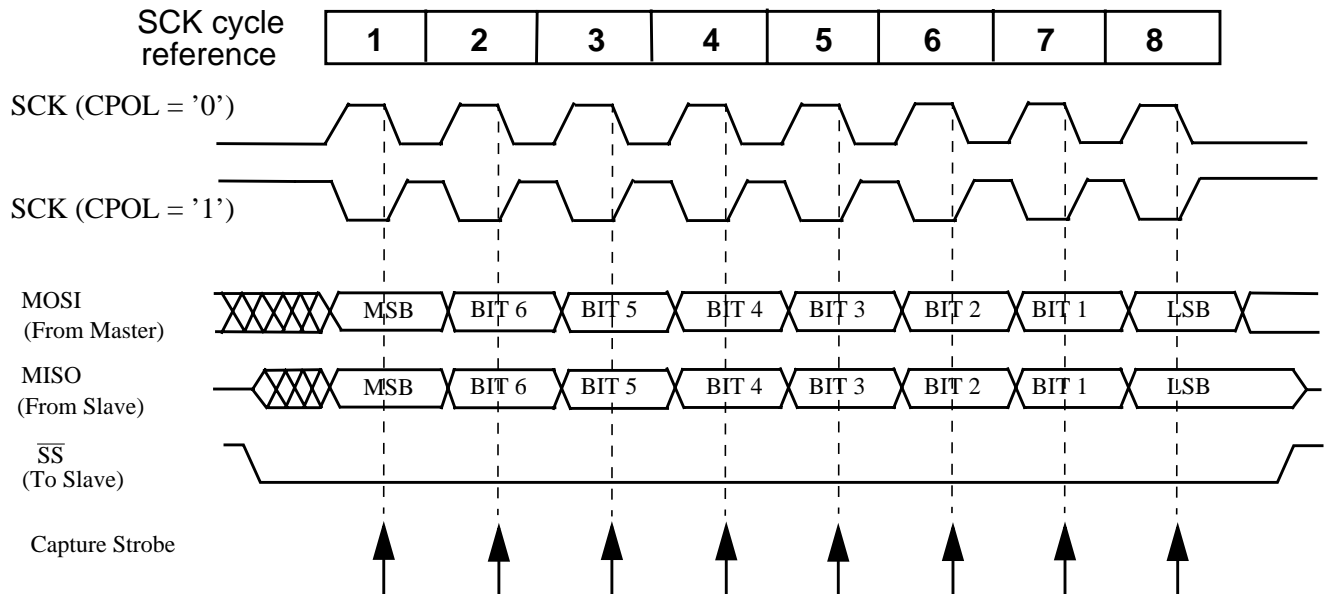 SCK cycle
reference
1 2 3 4 5 6 7 8
SCK (CPOL = ’0’)
SCK (CPOL = ’1’)
MOSI
(From Master)
MSB BIT 6 BIT 5 BIT 4 BIT 3 BIT 2 BIT 1 LSB
MISO
(From Slave)
MSB BIT 6 BIT 5 BIT 4 BIT 3 BIT 2 BIT 1 LSB
SS
(To Slave)
Capture Strobe